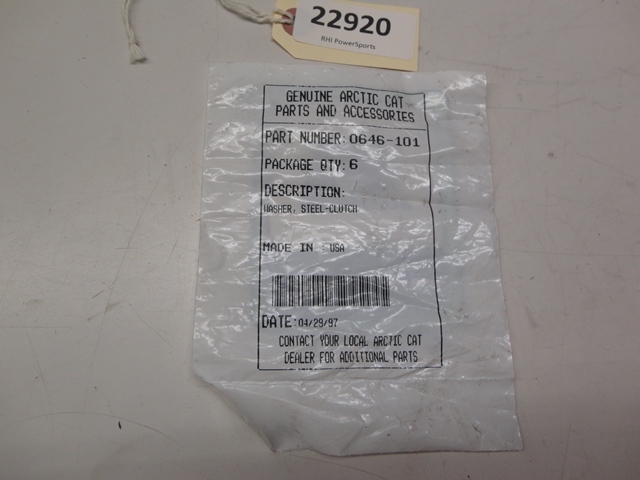 22920
RHI PowerSports
GENUINE ARCTIC CAT
PARTS AND ACCESSORIES
PART NUMBER: 0646-101
PACKAGE QTY: 6
DESCRIPTION:
WASHER, STEEL-CLUTCH
MADE IN : USA
DATE: 04/29/97
CONTACT YOUR LOCAL ARCTIC CAT
DEALER FOR ADDITIONAL PARTS